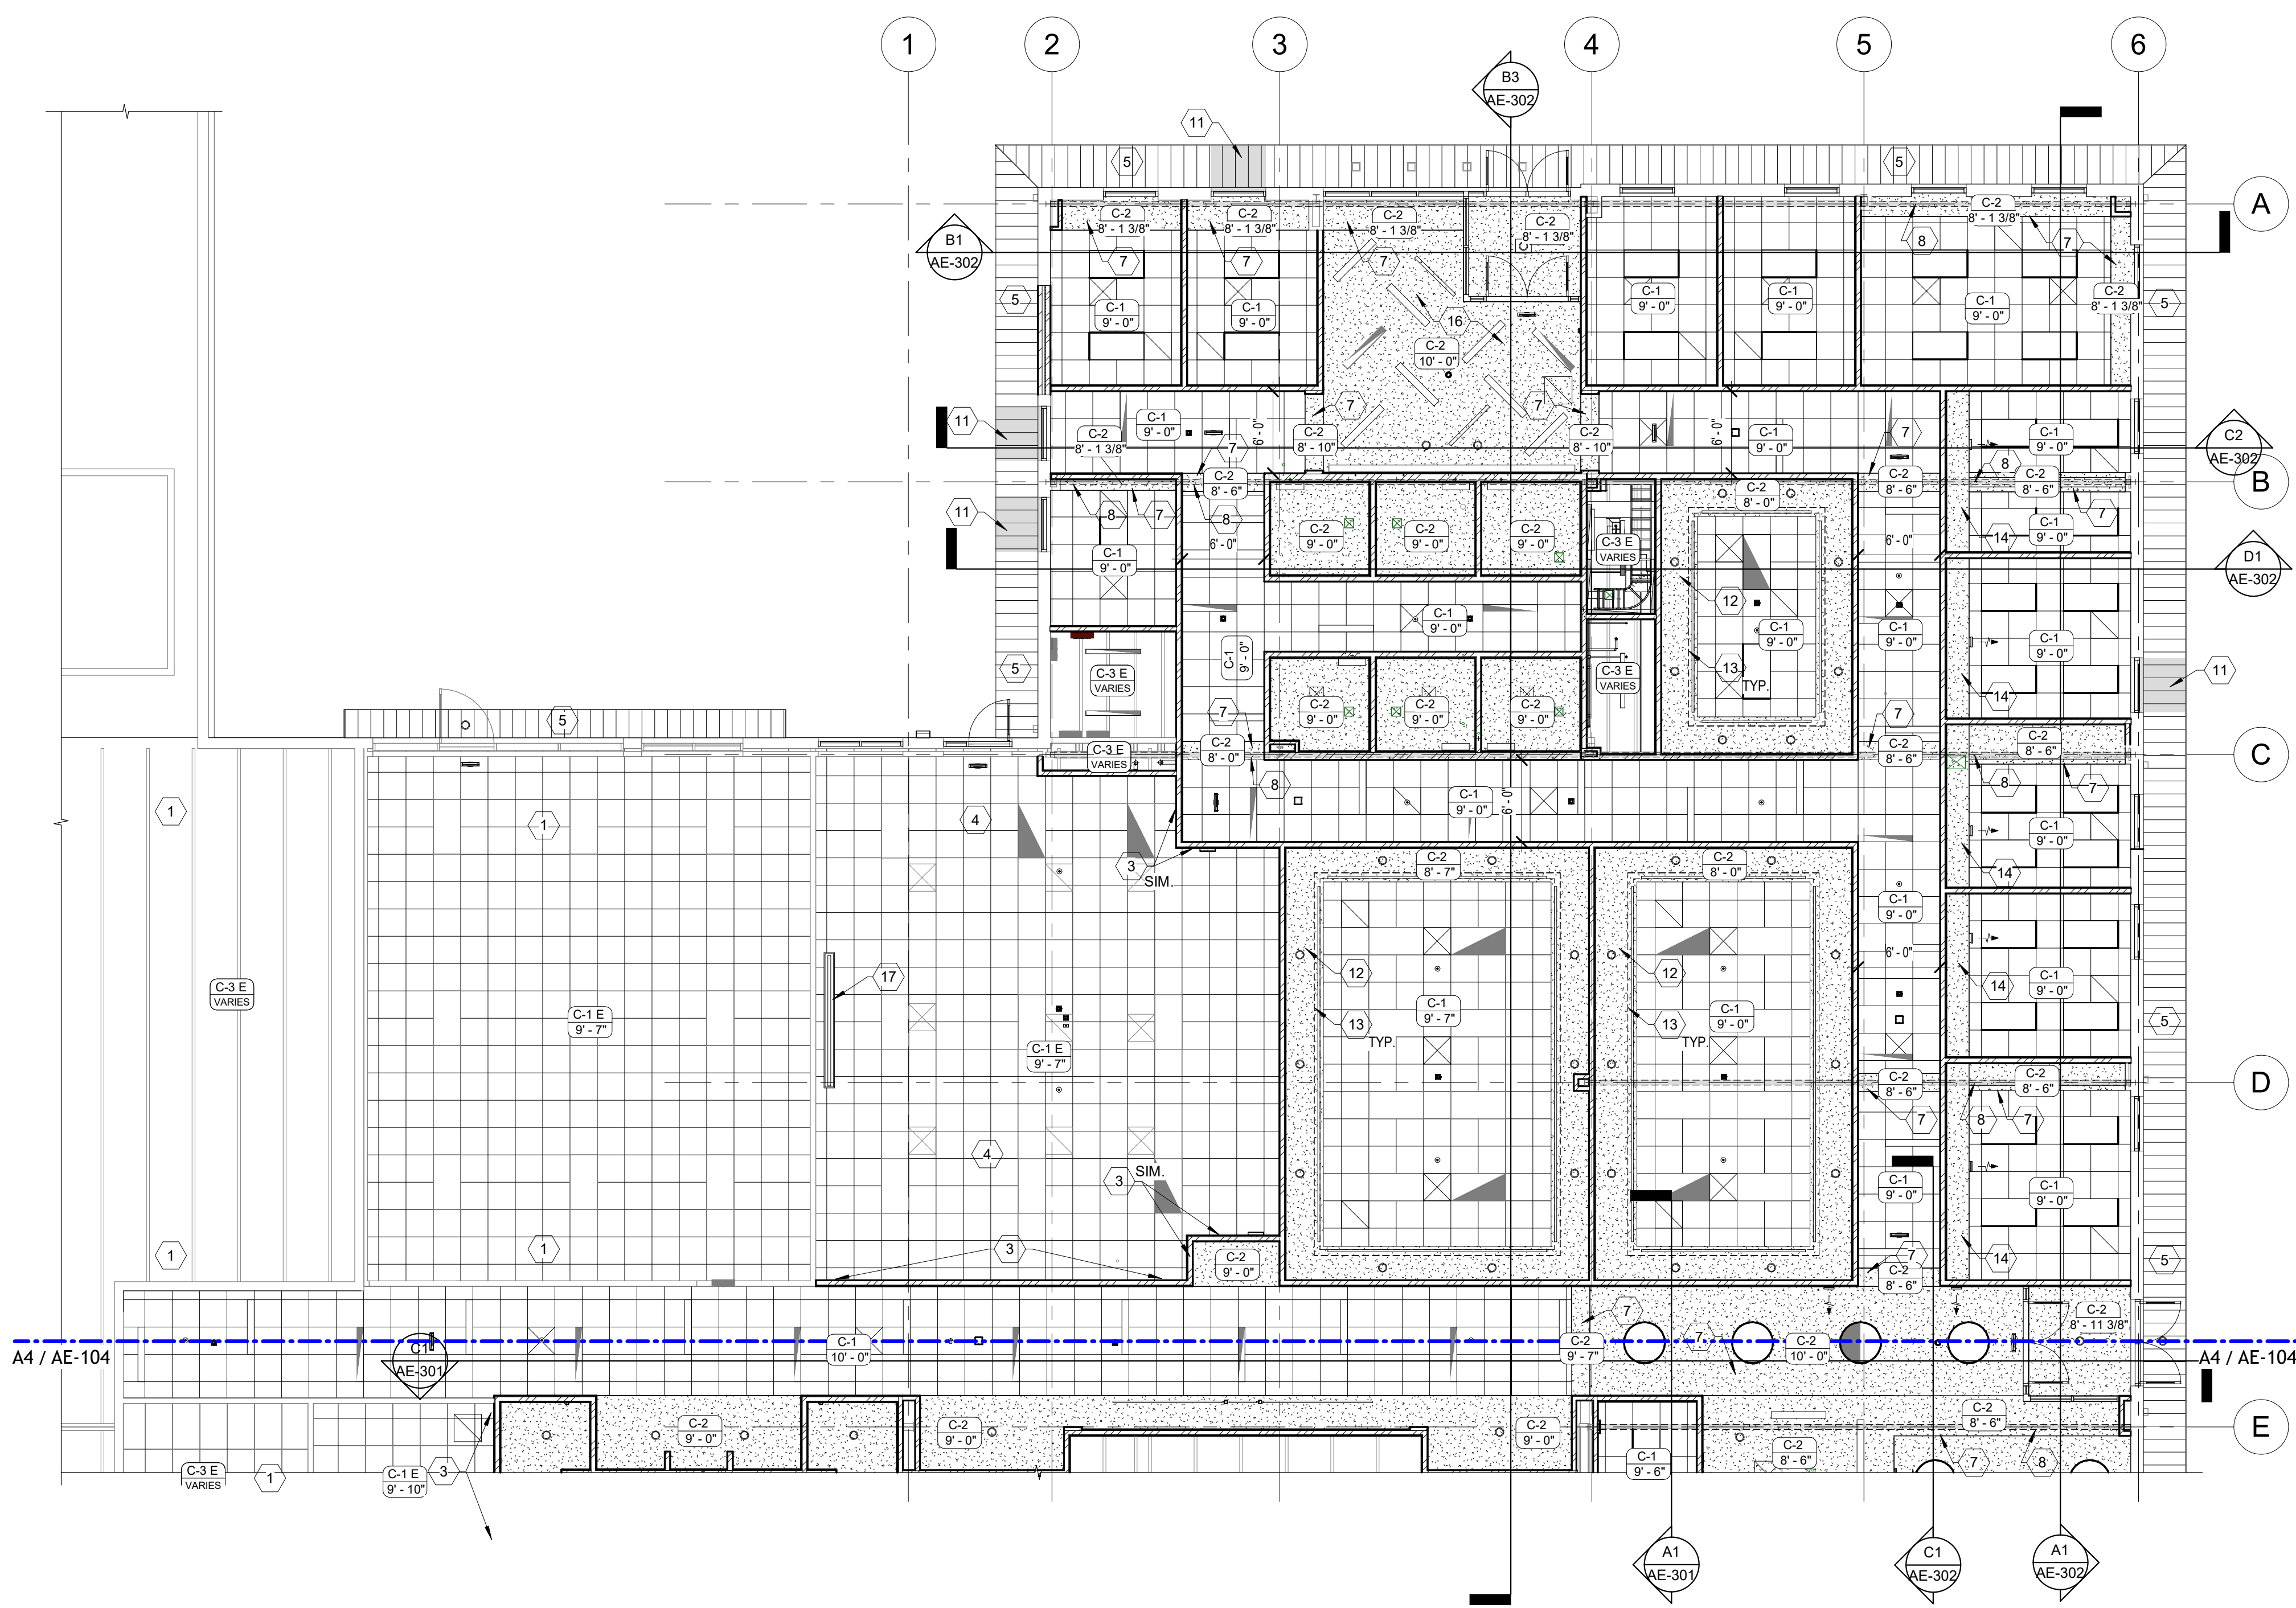 1
2
3
4
5
6
B3
AE-302
11
5
5
A
C-2
8' - 1 3/8"
C-2
8' - 1 3/8"
C-2
8' - 1 3/8"
C-2
8' - 1 3/8"
C-2
8' - 1 3/8"
B1
AE-302
7
7
7
8
7
5
C-1
9' - 0"
C-1
9' - 0"
16
C-2
10' - 0"
C-1
9' - 0"
C-1
9' - 0"
C-1
9' - 0"
C-2
8' - 1 3/8"
5
11
C-1
9' - 0"
C-2
8' - 1 3/8"
6' - 0"
7
7
C-2
8' - 10"
7
C-2
8' - 10"
6' - 0"
C-1
9' - 0"
7
C-1
9' - 0"
C2
AE-302
C-2
8' - 6"
C-2
8' - 6"
8
C-2
8' - 6"
B
11
8
7
8
6' - 0"
C-2
9' - 0"
C-2
9' - 0"
C-2
9' - 0"
C-2
8' - 0"
7
C-1
9' - 0"
14
6' - 0"
C-1
9' - 0"
C-3 E
VARIES
D1
AE-302
12
C-1
9' - 0"
C-1
9' - 0"
C-1
9' - 0"
C-1
9' - 0"
C-1
9' - 0"
5
C-3 E
VARIES
C-3 E
VARIES
13
TYP.
11
14
5
7
C-2
9' - 0"
C-2
9' - 0"
C-2
9' - 0"
7
C-2
8' - 0"
C-3 E
VARIES
C-2
8' - 6"
C-2
8' - 6"
C
8
8
7
1
1
4
C-1
9' - 0"
6' - 0"
C-1
9' - 0"
3
SIM.
C-2
8' - 7"
C-2
8' - 0"
14
C-1
9' - 0"
6' - 0"
17
12
12
14
C-1
9' - 0"
C-3 E
VARIES
C-1 E
9' - 7"
C-1
9' - 7"
C-1
9' - 0"
13
TYP.
13
TYP.
5
C-1 E
9' - 7"
C-2
8' - 6"
C-2
8' - 6"
D
7
8
7
4
SIM.
3
C-1
9' - 0"
C-1
9' - 0"
1
1
3
C-2
9' - 0"
7
C-2
8' - 6"
14
5
7
C-2
8' - 11 3/8"
A4 / AE-104
C1
AE-301
C-1
10' - 0"
C-2
9' - 7"
7
C-2
10' - 0"
A4 / AE-104
C-2
9' - 0"
C-2
9' - 0"
C-2
9' - 0"
C-2
8' - 6"
E
C-3 E
VARIES
1
C-1 E
9' - 10"
3
C-1
9' - 6"
C-2
8' - 6"
7
8
A1
AE-301
C1
AE-302
A1
AE-302